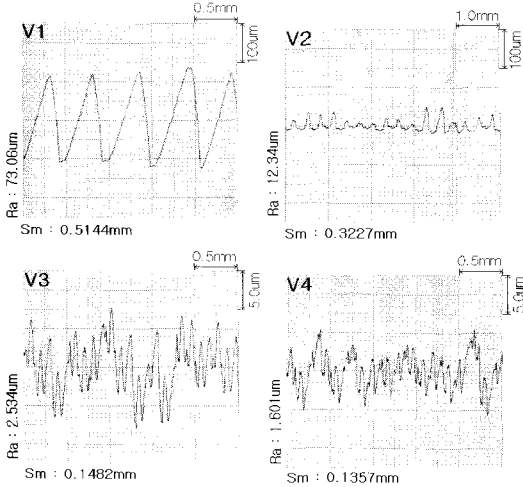 0.5mm
V1
100um
Ra : 73.06um
Sm : 0.5144mm
1.0mm
V2
100um
Ra : 12.34um
Sm : 0.3227mm
0.5mm
V3
5.0um
Ra : 2.534um
Sm : 0.1482mm
0.5mm
V4
5.0um
Ra : 1.601um
Sm : 0.1357mm